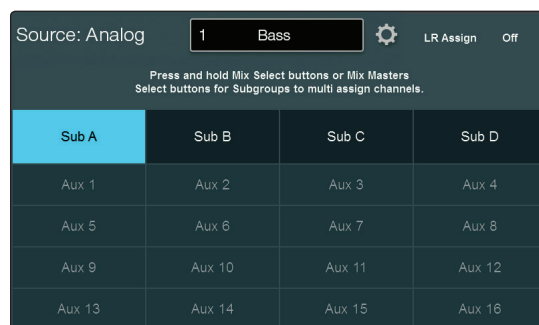 Source: Analog 1 Bass LR Assign Off
Press and hold Mix Select buttons or Mix Masters
Select buttons for Subgroups to multi assign channels.
Sub A Sub B Sub C Sub D
Aux 1 Aux 2 Aux 3 Aux 4
Aux 5 Aux 6 Aux 7 Aux 8
Aux 9 Aux 10 Aux 11 Aux 12
Aux 13 Aux 14 Aux 15 Aux 16